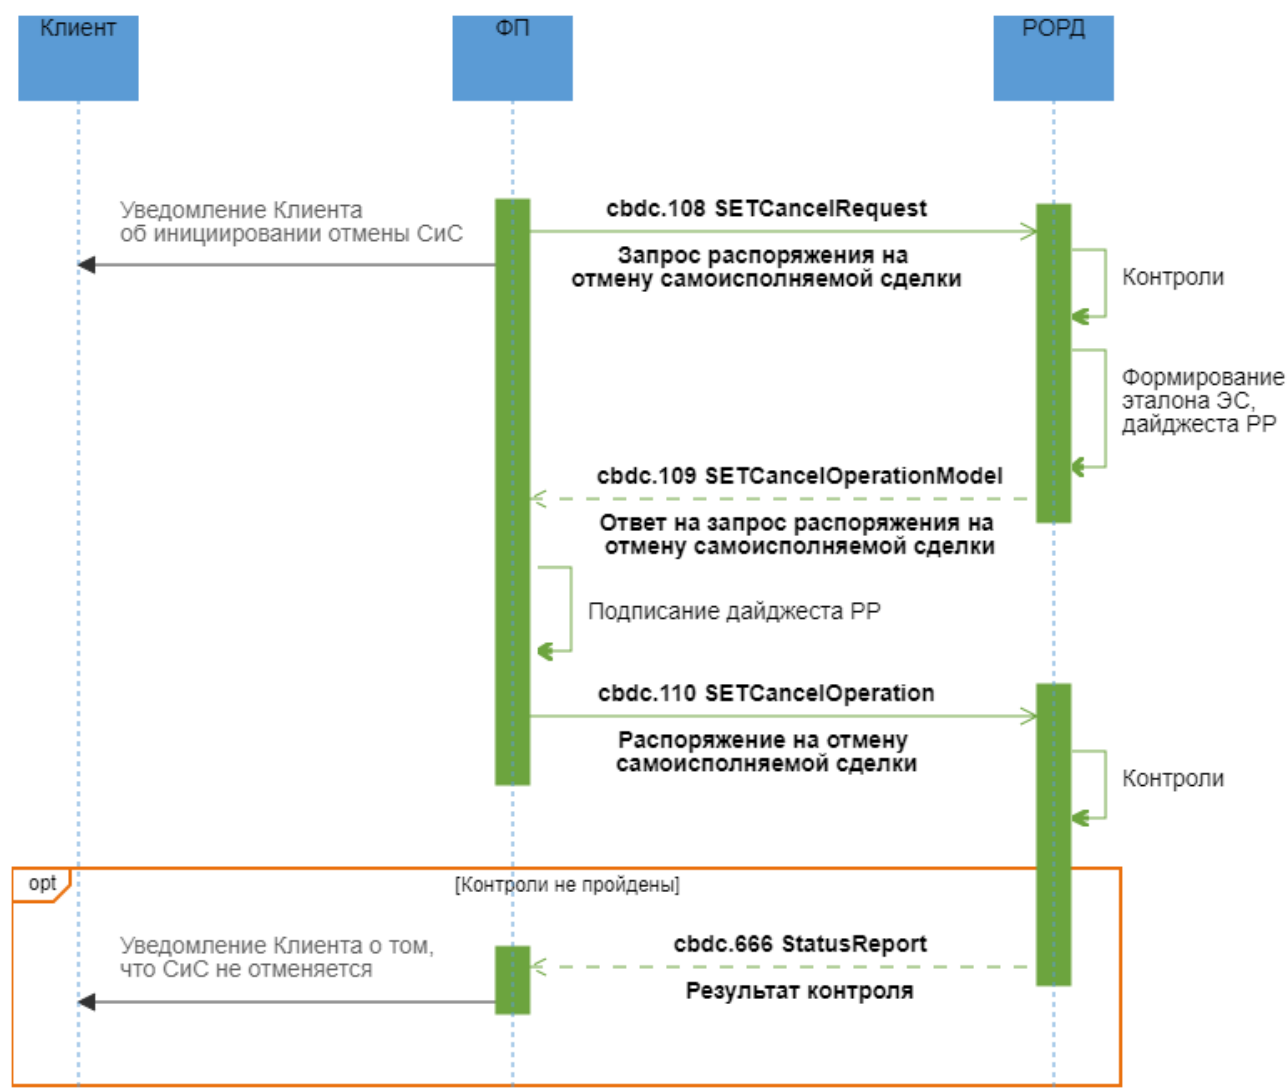 Клиент
ФП
РОРД
Уведомление Клиента
об инициировании отмены СиС
cbdc.108 SETCancelRequest
Запрос распоряжения на
отмену самоисполняемой сделки
Контроли
Формирование
эталона ЭС,
дайджеста РР
cbdc.109 SETCancelOperationModel
Ответ на запрос распоряжения на
отмену самоисполняемой сделки
Подписание дайджеста РР
cbdc.110 SETCancelOperation
Распоряжение на отмену
самоисполняемой сделки
Контроли
opt
[Контроли не пройдены]
Уведомление Клиента о том,
что СиС не отменяется
cbdc.666 StatusReport
Результат контроля